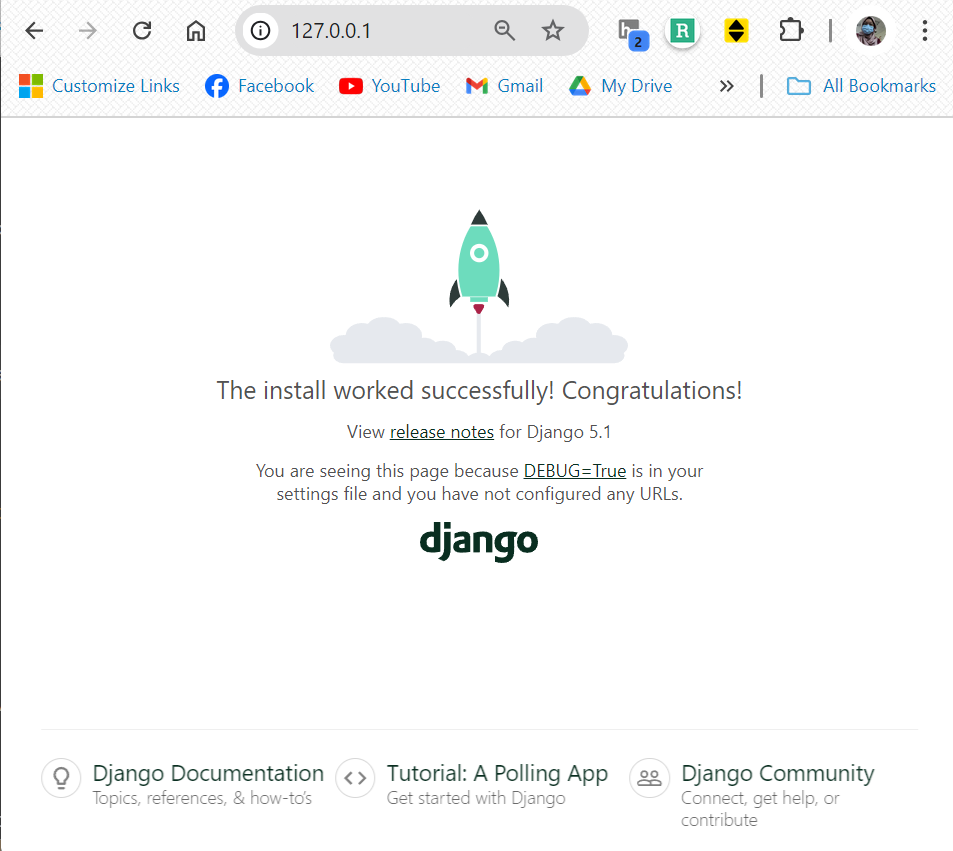 127.0.0.1
2
R
Customize Links
Facebook
YouTube
Gmail
My Drive
All Bookmarks
The install worked successfully! Congratulations!
View release notes for Django 5.1
You are seeing this page because DEBUG=True is in your
settings file and you have not configured any URLs.
django
Django Documentation
Topics, references, & how-to’s
Tutorial: A Polling App
Get started with Django
Django Community
Connect, get help, or
contribute